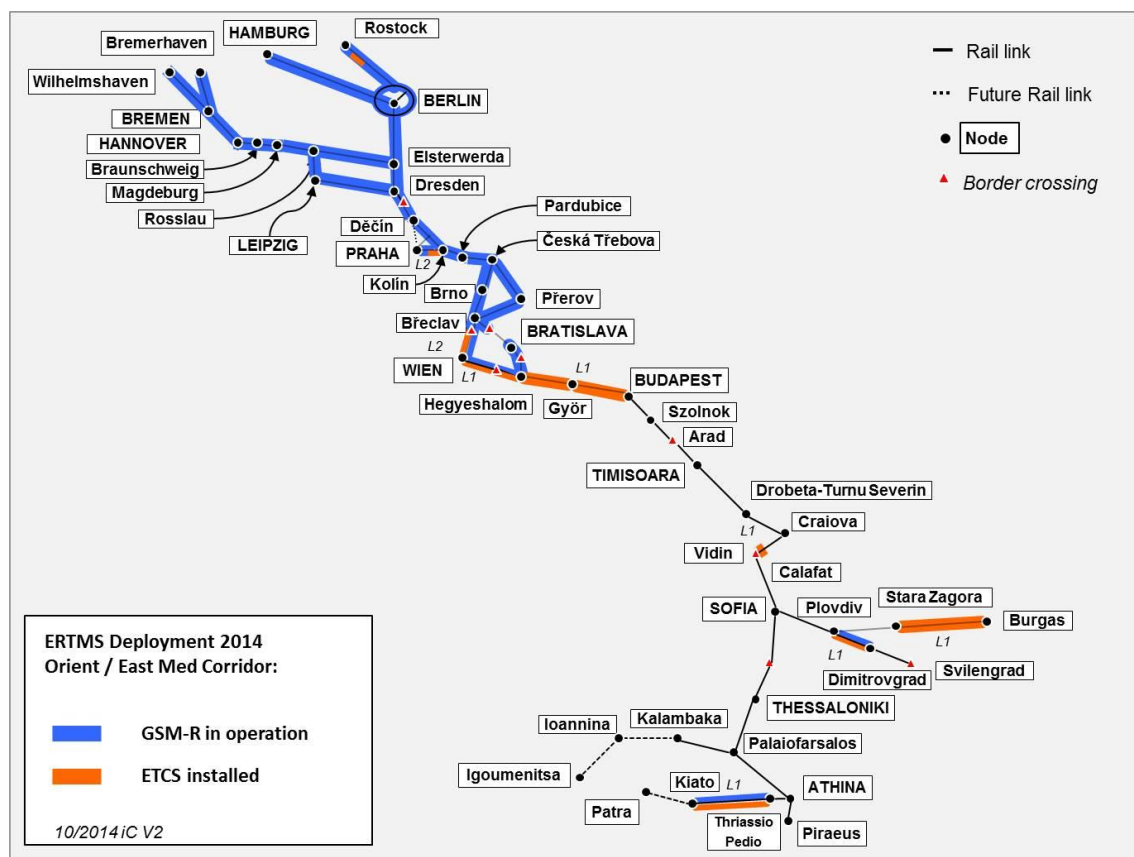 Rostock
HAMBURG
Bremerhaven
Wilhelmshaven
BERLIN
BREMEN
HANNOVER
Braunschweig
Magdeburg
Rosslau
LEIPZIG
Elsterwerda
Dresden
Děčín
Pardubice
PRAHA
L2
Česká Třebova
Kolín
Brno
Přerov
Břeclav
BRATISLAVA
L2
WIEN
L1
L1
Hegyeshalom
Györ
BUDAPEST
Szolnok
Arad
TIMISOARA
Drobeta-Turnu Severin
L1
Craiova
Vidin
Calafat
SOFIA
Plovdiv
Stara Zagora
Burgas
L1
L1
Dimitrovgrad
Svilengrad
THESSALONIKI
Ioannina
Kalambaka
Palaiofarsalos
Igoumenitsa
Kiato
L1
ATHINA
Patra
Thriassio
Pedio
Piraeus
Rail link
Future Rail link
Node
Border crossing
ERTMS Deployment 2014
Orient / East Med Corridor:
GSM-R in operation
ETCS installed
10/2014 iC V2